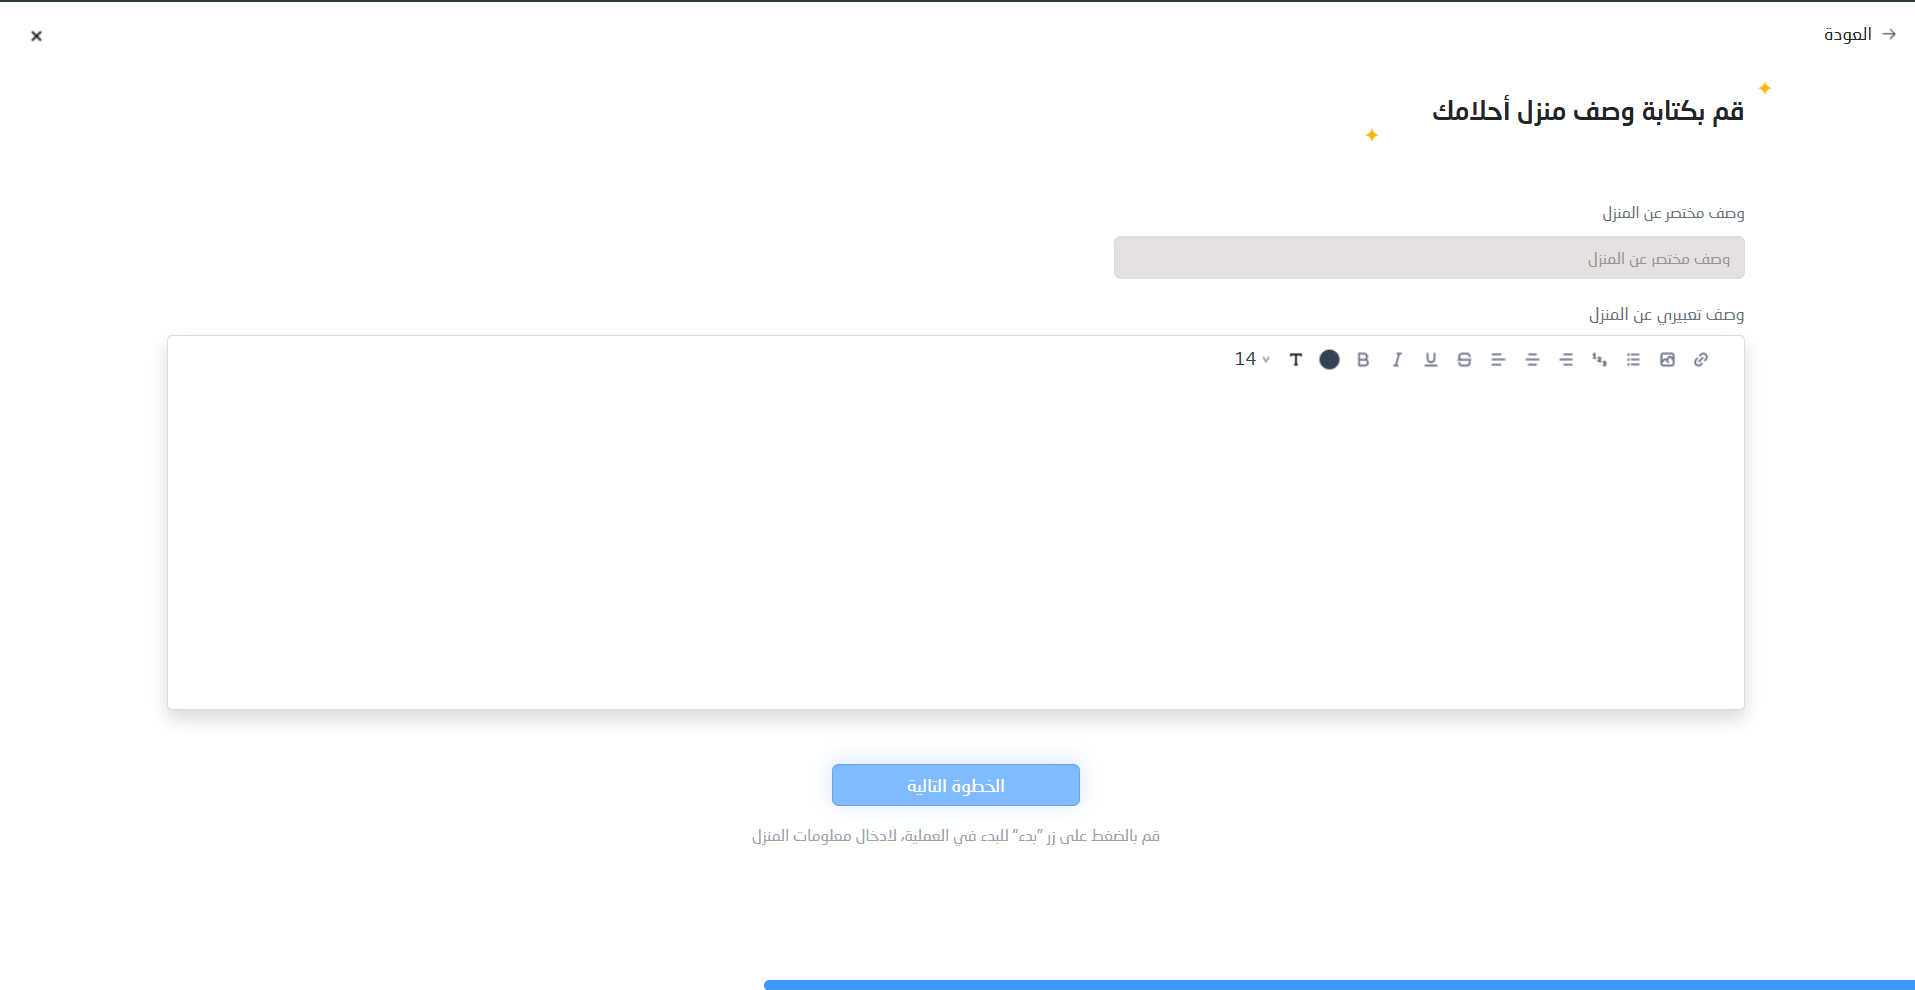 العودة
قم بكتابة وصف منزل أحلامك
وصف مختصر عن المنزل
وصف مختصر عن المنزل
وصف تعبيري عن المنزل
14 T B I U S
الخطوة التالية
قم بالضغط على زر “بدء” للبدء في العملية، لادخال معلومات المنزل